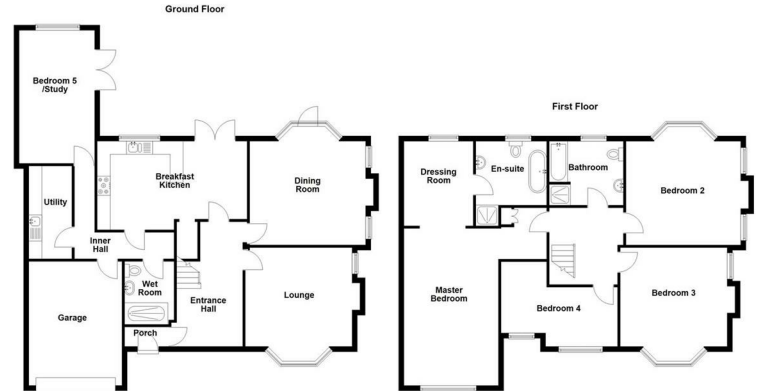 Ground Floor
Bedroom 5
/Study
Breakfast
Kitchen
Dining
Room
Utility
Inner
Hall
Wet
Room
Garage
Entrance
Hall
Lounge
Porch
First Floor
Dressing
Room
En-suite
Bathroom
Bedroom 2
Master
Bedroom
Bedroom 3
Bedroom 4